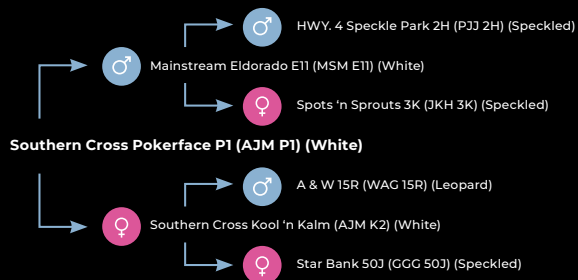 HWY. 4 Speckle Park 2H (PJJ 2H) (Speckled)
Mainstream Eldorado E11 (MSM E11) (White)
Spots 'n Sprouts 3K (JKH 3K) (Speckled)
Southern Cross Pokerface P1 (AJM P1) (White)
A & W 15R (WAG 15R) (Leopard)
Southern Cross Kool 'n Kalm (AJM K2) (White)
Star Bank 50J (GGG 50J) (Speckled)